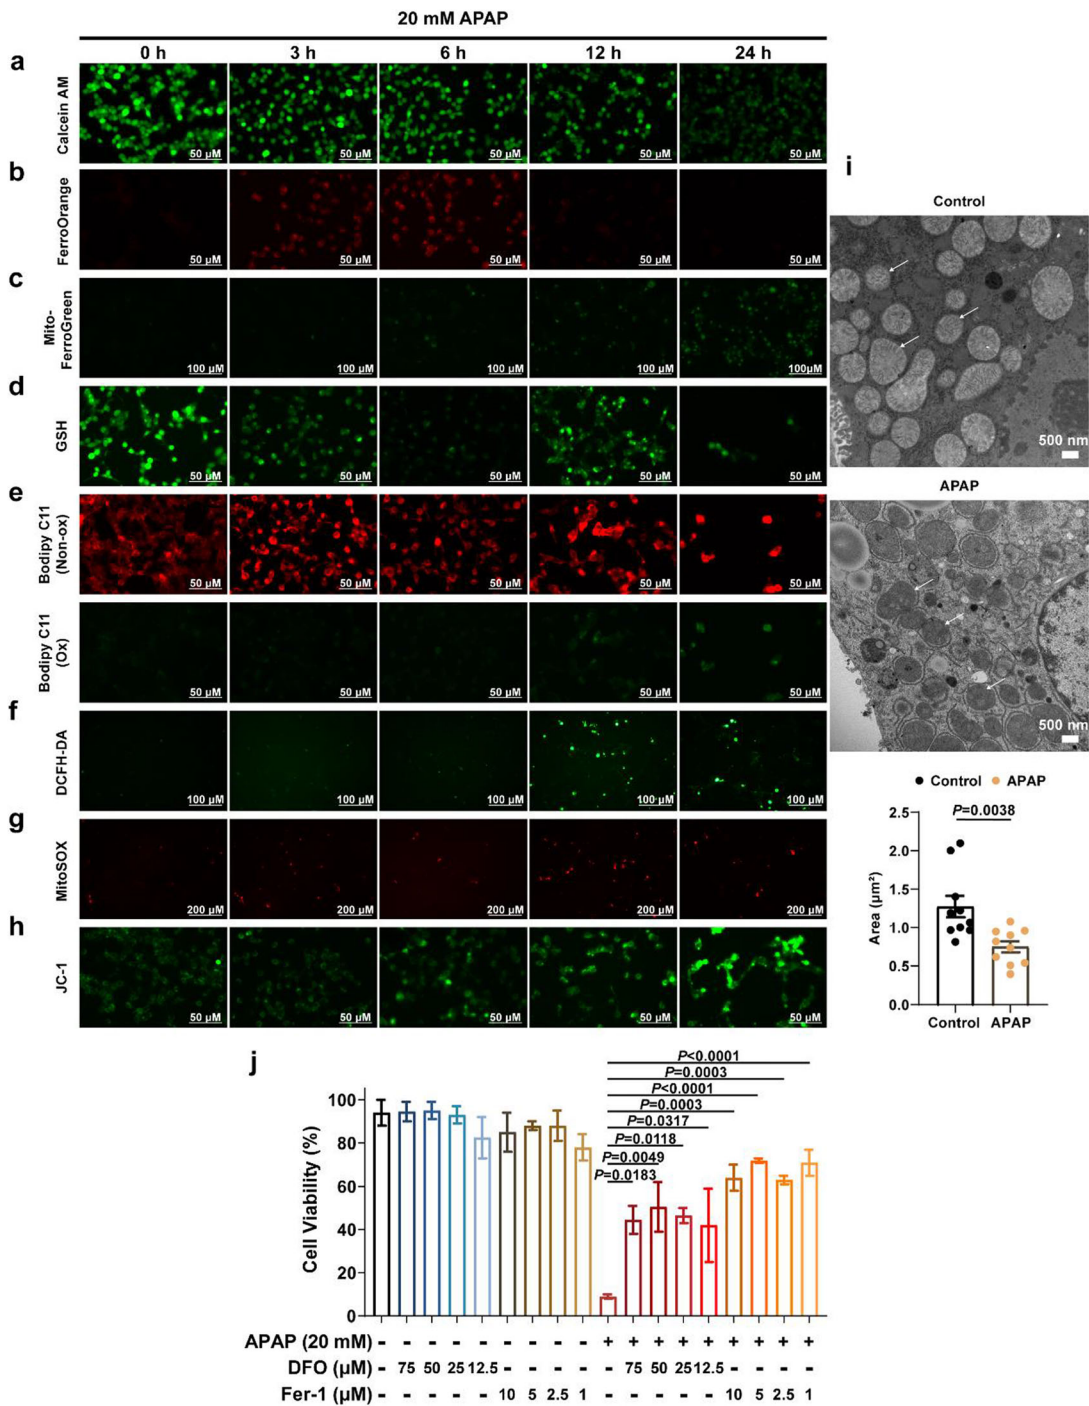 20 mM APAP
0 h 3 h 6 h 12 h 24 h
a
Calcein AM
50 µM 50 µM 50 µM 50 µM 50 µM
b
FerroOrange
50 µM 50 µM 50 µM 50 µM 50 µM
c
Mito-
FerroGreen
100 µM 100 µM 100 µM 100 µM 100µM
d
GSH
50 µM 50 µM 50 µM 50 µM 50 µM
e
Bodipy C11
(Non-ox)
50 µM 50 µM 50 µM 50 µM 50 µM
Bodipy C11
(Ox)
50 µM 50 µM 50 µM 50 µM 50 µM
f
DCFH-DA
100 µM 100 µM 100 µM 100 µM 100 µM
g
MitoSOX
200 µM 200 µM 200 µM 200 µM 200 µM
h
JC-1
50 µM 50 µM 50 µM 50 µM 50 µM
i
Control
500 nm
APAP
500 nm
Control APAP
P=0.0038
2.5
2.0
1.5
1.0
0.5
0.0
Area (µm²)
Control APAP
j
P<0.0001
P=0.0003
P<0.0001
P=0.0003
P=0.0317
P=0.0118
P=0.0049
P=0.0183
100
80
60
40
20
0
Cell Viability (%)
APAP (20 mM) - - - - - - - - - + + + + + + + + +
DFO (µM) - 75 50 25 12.5 - - - - - 75 50 25 12.5 - - - -
Fer-1 (µM) - - - - - 10 5 2.5 1 - - - - - 10 5 2.5 1